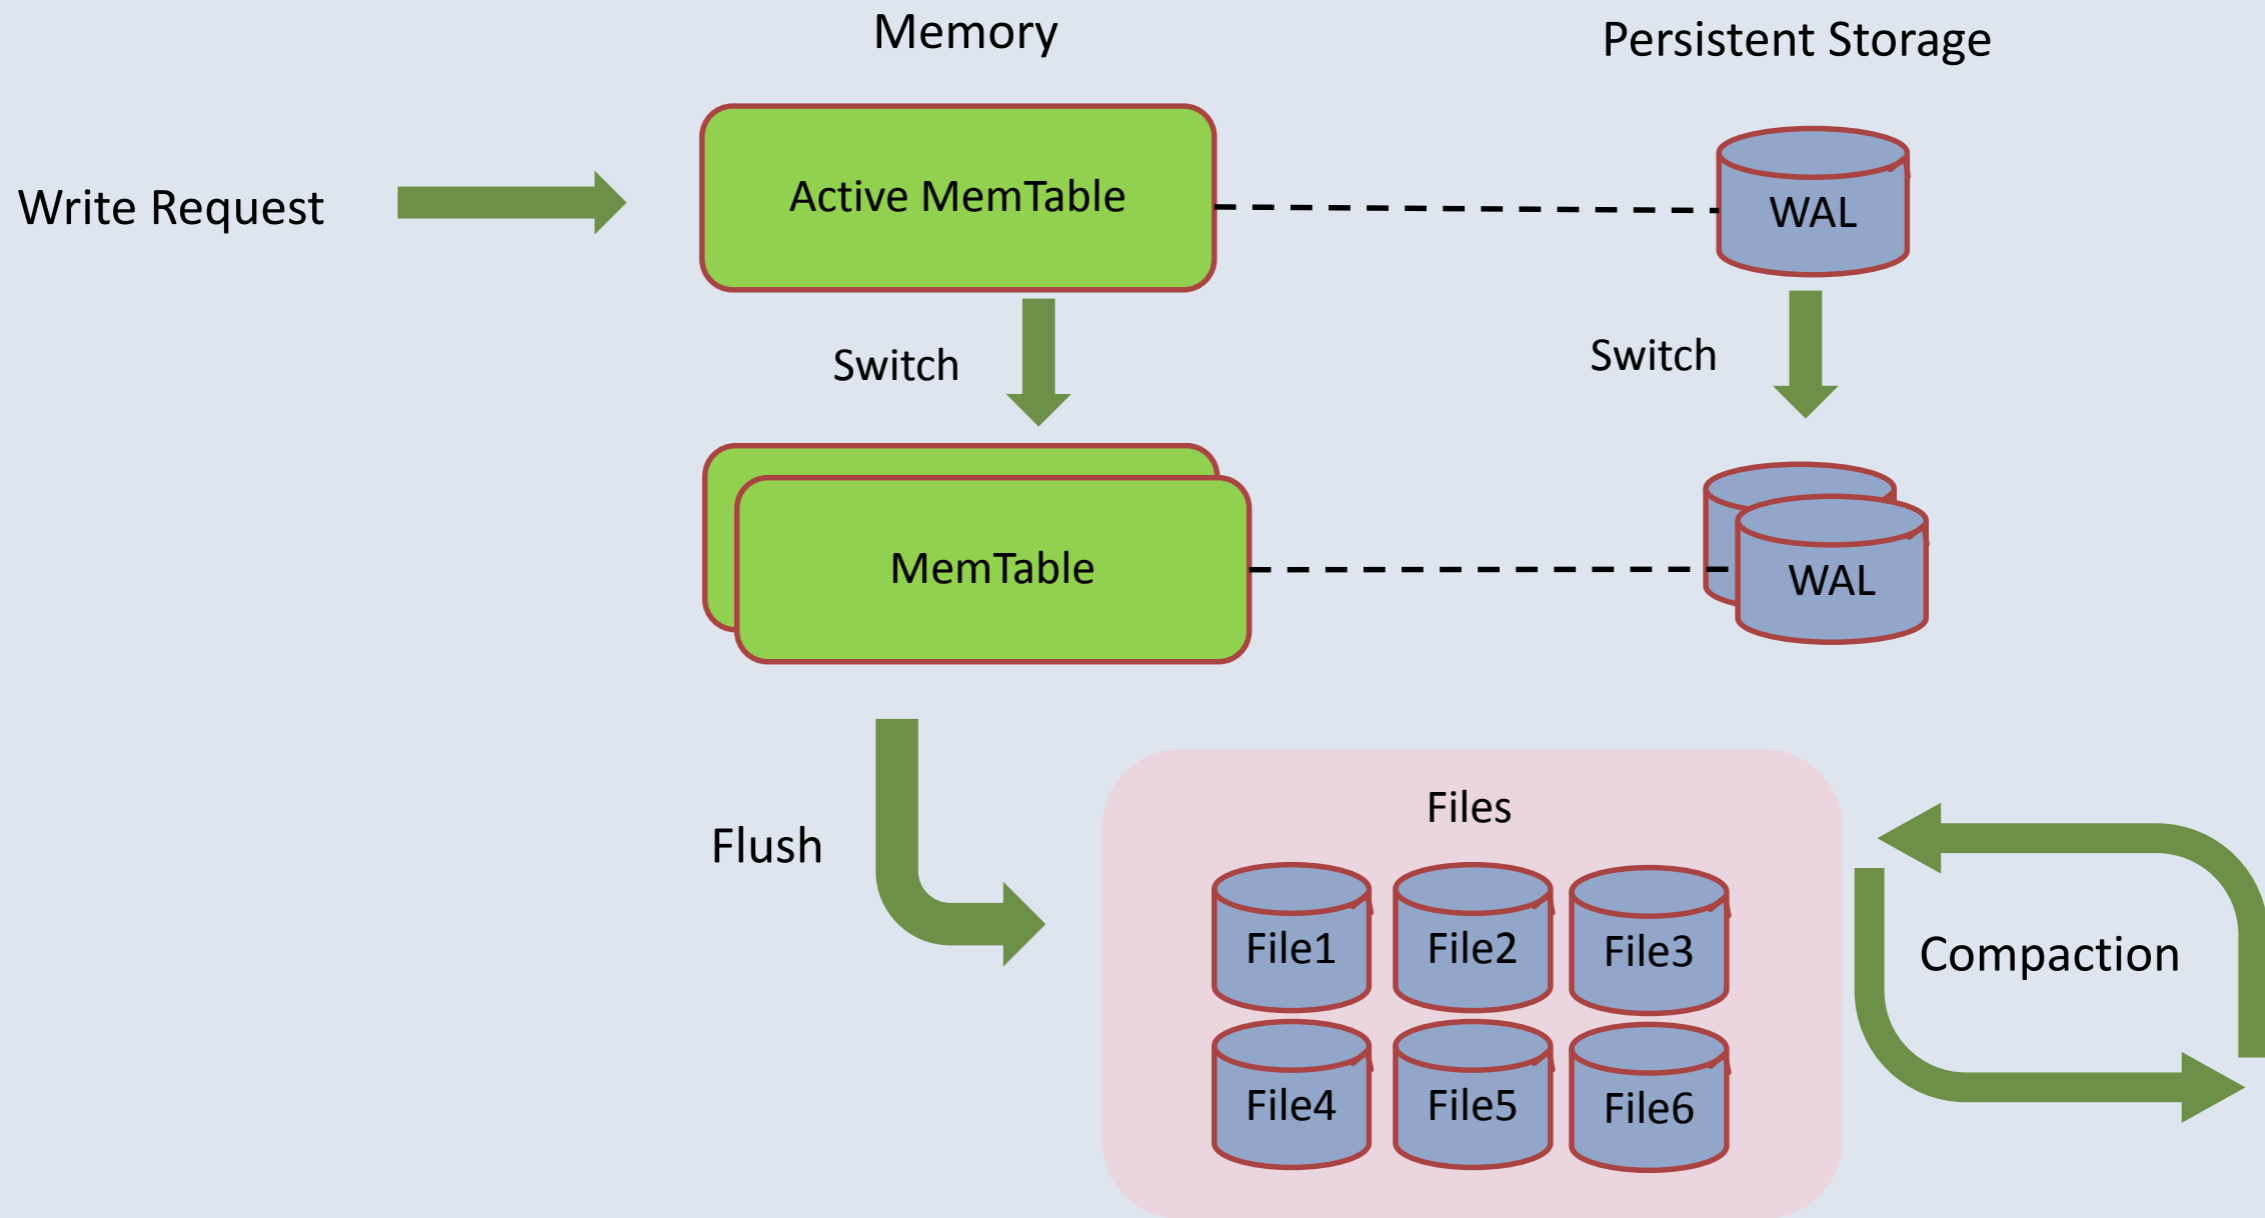 Memory
Persistent Storage
Write Request
Active MemTable
WAL
Switch
Switch
MemTable
WAL
Flush
Files
File1
File2
File3
Compaction
File4
File5
File6